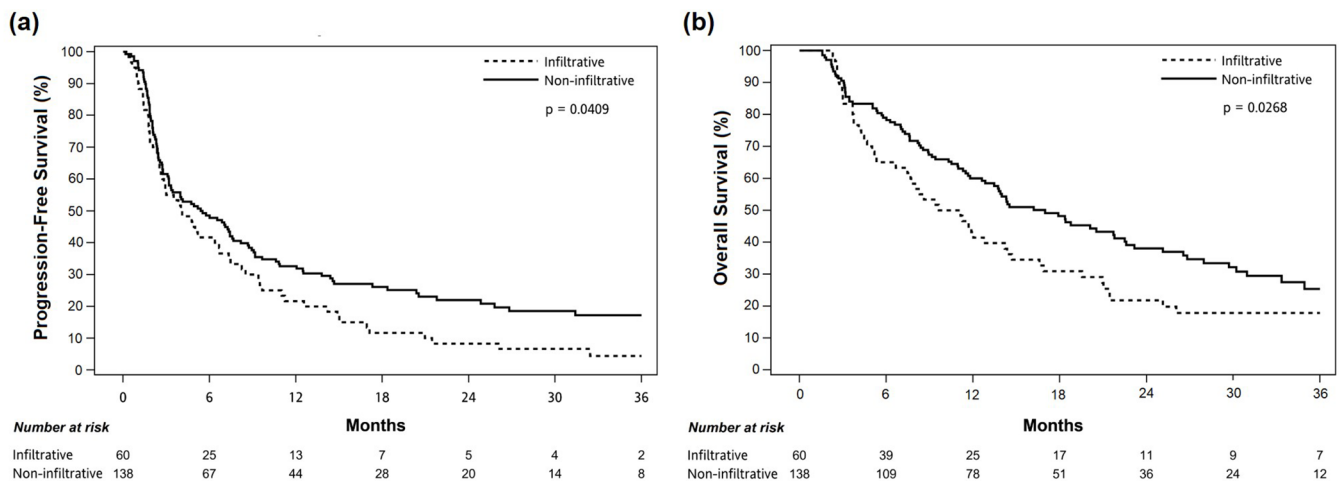 (a)
Progression-Free Survival (%)
100
90
80
70
60
50
40
30
20
10
0
Infiltrative
Non-infiltrative
p = 0.0409
0 6 12 18 24 30 36
Number at risk
Months
Infiltrative 60 25 13 7 5 4 2
Non-infiltrative 138 67 44 28 20 14 8
(b)
Overall Survival (%)
100
90
80
70
60
50
40
30
20
10
0
Infiltrative
Non-infiltrative
p = 0.0268
0 6 12 18 24 30 36
Number at risk
Months
Infiltrative 60 39 25 17 11 9 7
Non-infiltrative 138 109 78 51 36 24 12